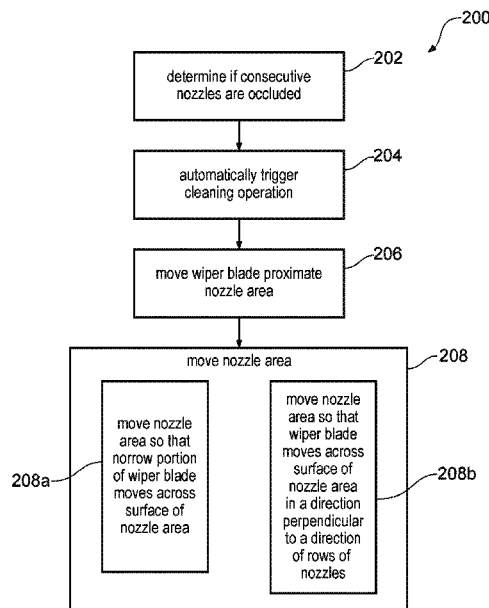 200
202
determine if consecutive
nozzles are occluded
204
automatically trigger
cleaning operation
206
move wiper blade proximate
nozzle area
208
move nozzle area
208a
move nozzle
area so that
norrow portion
of wiper blade
moves across
surface of
nozzle area
208b
move nozzle
area so that
wiper blade
moves across
surface of
nozzle area
in a direction
perpendicular
to a direction
of rows of
nozzles